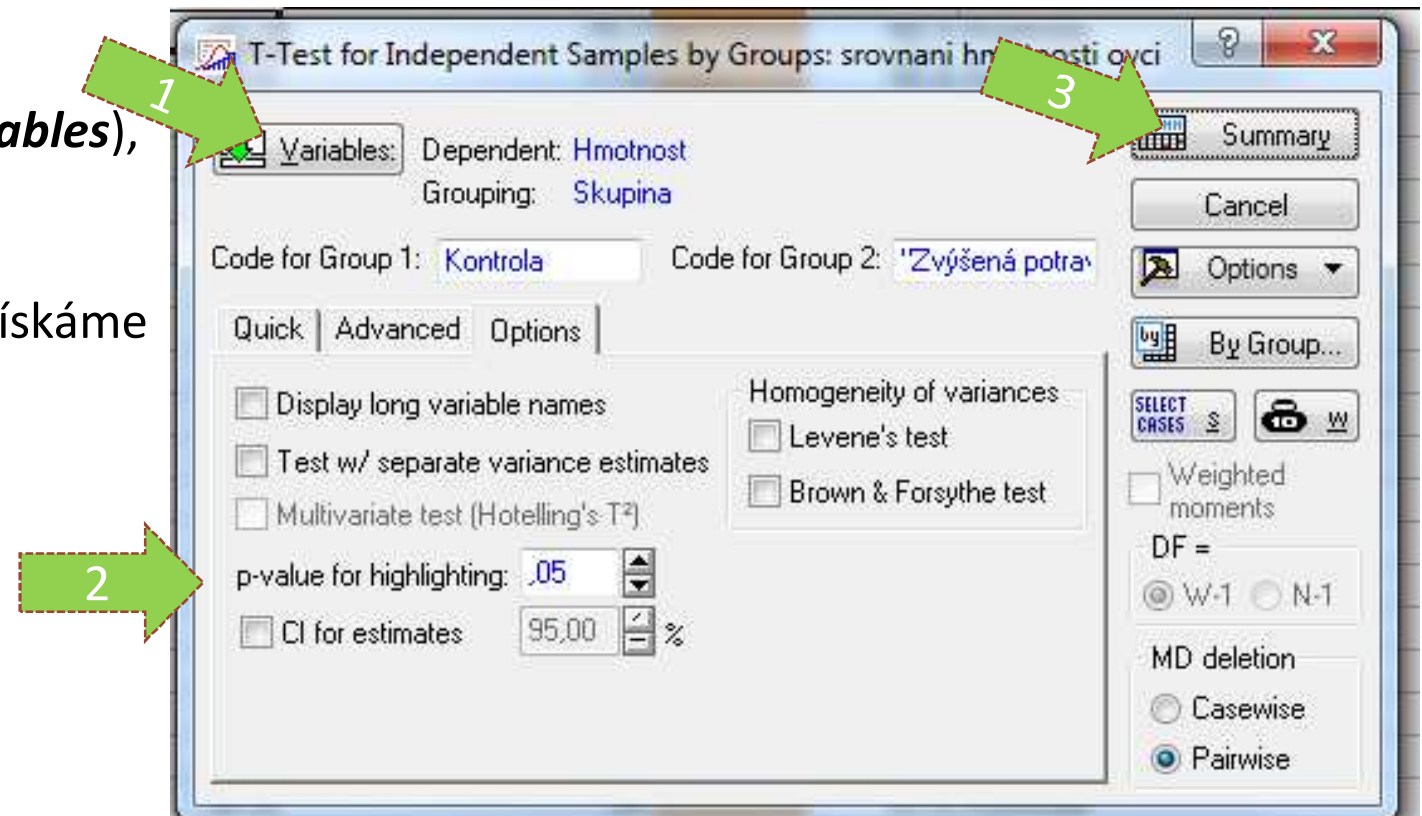 T-Test for Independent Samples by Groups: srovnani ovci
1
3
ables),
Variables:
Dependent: Hmotnost
Summary
Grouping: Skupina
Cancel
Code for Group 1: Kontrola
Code for Group 2: "Zvýšená potrav
Options
ískáme
Quick
Advanced
Options
by
By Group...
Display long variable names
Homogeneity of variances
SELECT CASES S
W
Levene's test
Test w/ separate variance estimates
Weighted moments
Brown & Forsythe test
Multivariate test (Hotelling's T²)
DF =
2
p-value for highlighting: ,05
W-1
N-1
CI for estimates 95,00 %
MD deletion
Casewise
Pairwise